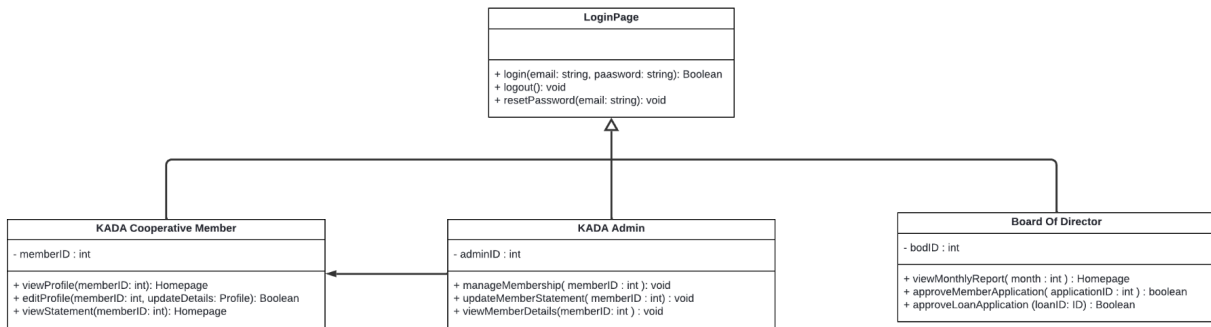 LoginPage
+ login(email: string, paasword: string): Boolean
+ logout(): void
+ resetPassword(email: string): void
KADA Cooperative Member
- memberID : int
+ viewProfile(memberID: int): Homepage
+ editProfile(memberID: int, updateDetails: Profile): Boolean
+ viewStatement(memberID: int): Homepage
KADA Admin
- adminID : int
+ manageMembership( memberID : int ): void
+ updateMemberStatement( memberID : int) : void
+ viewMemberDetails(memberID: int ) : void
Board Of Director
- bodID : int
+ viewMonthlyReport( month : int ) : Homepage
+ approveMemberApplication( applicationID : int ) : boolean
+ approveLoanApplication (loanID: ID) : Boolean